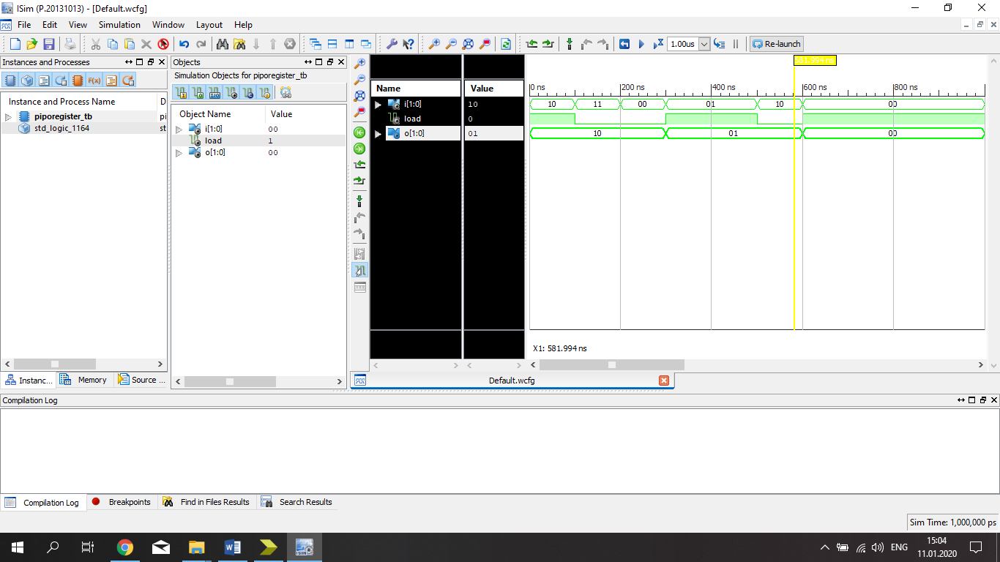 ISim (P.20131013) - [Default.wcfg]
File Edit View Simulation Window Layout Help
1.00us Re-launch
Instances and Processes
Instance and Process Name D
piporegister_tb pi
std_logic_1164 st
Instanc... Memory Source ...
Objects
Simulation Objects for piporegister_tb
Object Name Value
i[1:0] 00
load 1
o[1:0] 00
Name Value
i[1:0] 10
load 0
o[1:0] 01
0 ns 200 ns 400 ns 600 ns 800 ns
10 11 00 01 10 00
10 01 00
X1: 581.994 ns
Default.wcfg
Compilation Log
Compilation Log Breakpoints Find in Files Results Search Results
Sim Time: 1,000,000 ps
ENG
15:04
11.01.2020